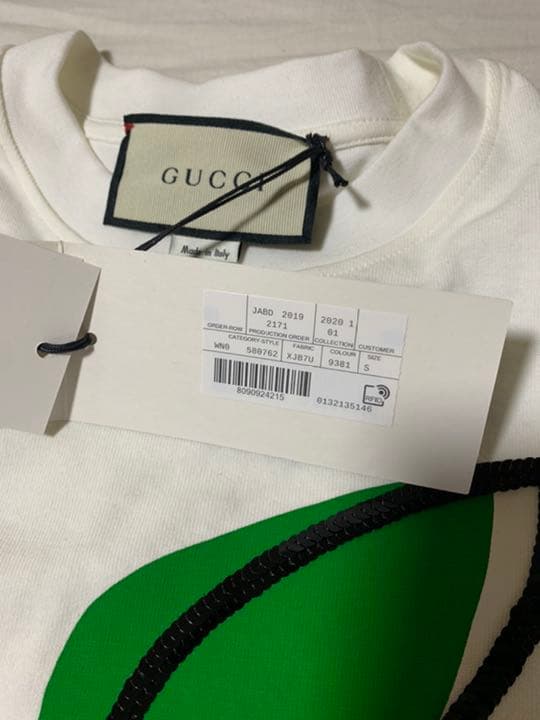 GUCCI
Made in Italy
JABD 2019
2171
2020 1
01
ORDER-ROW
PRODUCTION ORDER
COLLECTION
CUSTOMER
CATEGORY-STYLE
FABRIC
COLOUR
SIZE
WN0 580762
XJB7U
9381
S
8090924215
0132135146
RFID